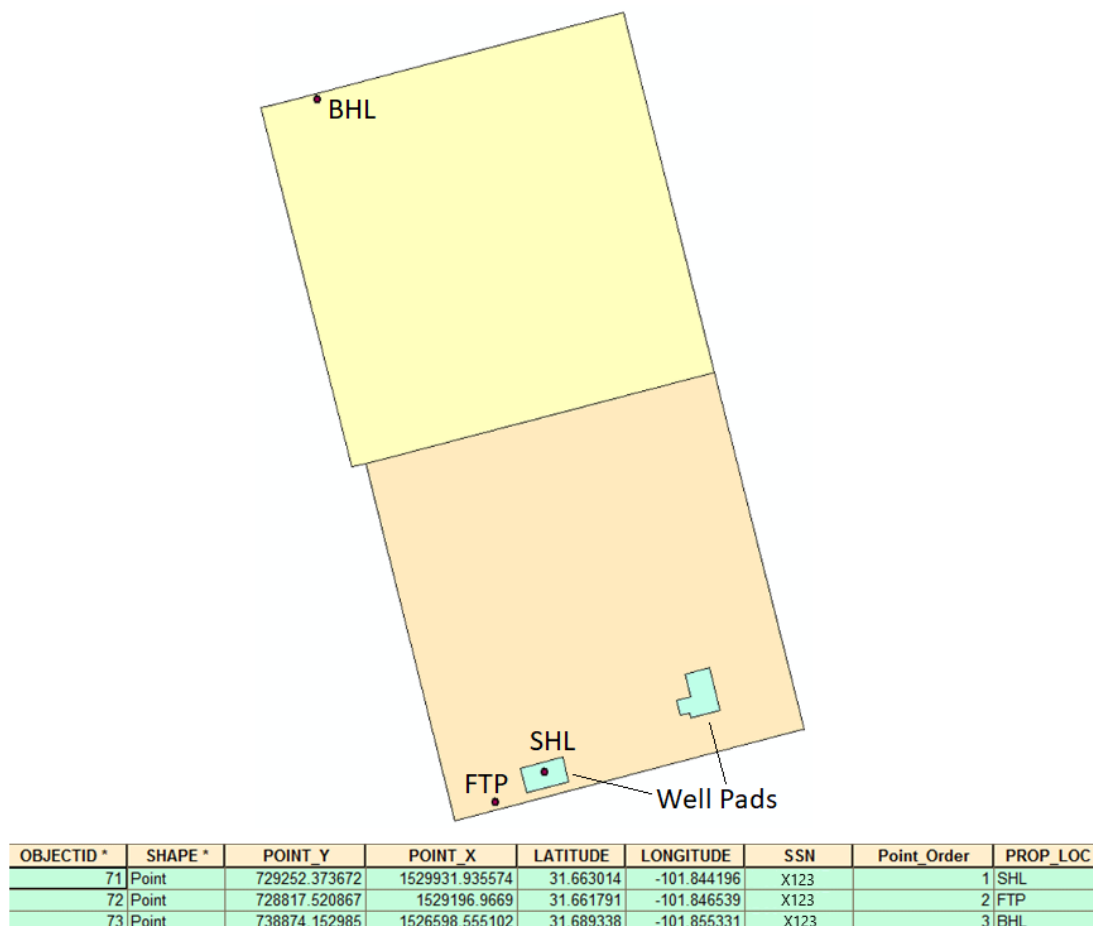 BHL
SHL
FTP
Well Pads
OBJECTID * SHAPE * POINT_Y POINT_X LATITUDE LONGITUDE SSN Point_Order PROP_LOC
71 Point 729252.373672 1529931.935574 31.663014 -101.844196 X123 1 SHL
72 Point 728817.520867 1529196.9669 31.661791 -101.846539 X123 2 FTP
73 Point 738874.152985 1526598.555102 31.689338 -101.855331 X123 3 BHL